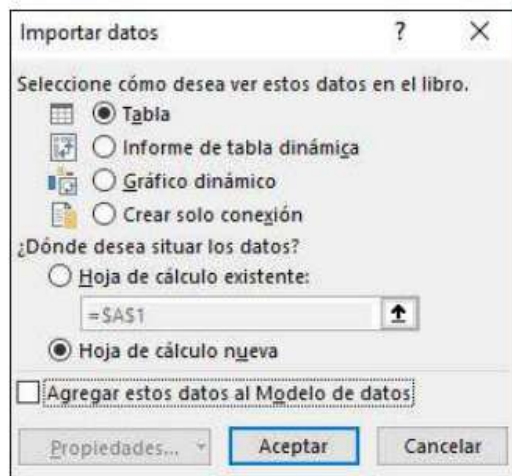 Importar datos ? ×
Seleccione cómo desea ver estos datos en el libro.
Tabla
Informe de tabla dinámica
Gráfico dinámico
Crear solo conexión
¿Dónde desea situar los datos?
Hoja de cálculo existente:
=$A$1
Hoja de cálculo nueva
Agregar estos datos al Modelo de datos
Propiedades... Aceptar Cancelar